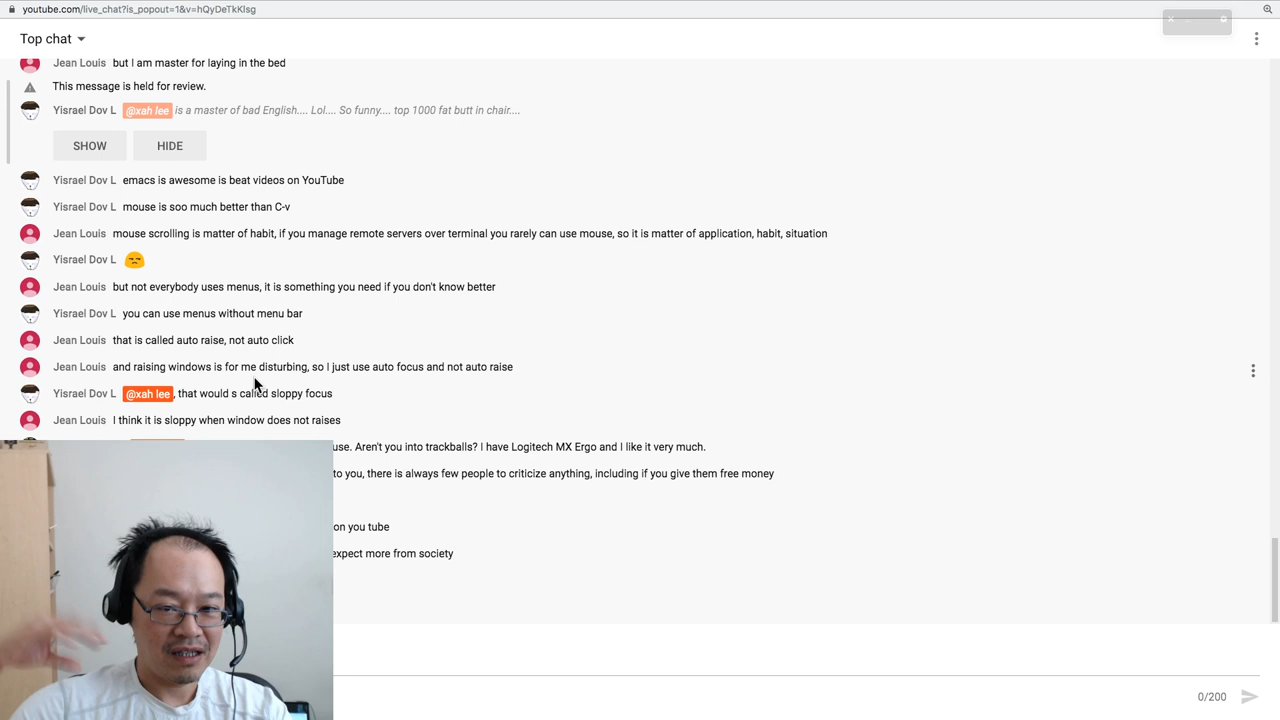 youtube.com/live_chat?is_popout=1&v=hQyDeTkKlsg
Top chat
Jean Louis but I am master for laying in the bed
This message is held for review.
Yisrael Dov L @xah lee is a master of bad English.... Lol.... So funny.... top 1000 fat butt in chair....
SHOW HIDE
Yisrael Dov L emacs is awesome is beat videos on YouTube
Yisrael Dov L mouse is soo much better than C-v
Jean Louis mouse scrolling is matter of habit, if you manage remote servers over terminal you rarely can use mouse, so it is matter of application, habit, situation
Yisrael Dov L
Jean Louis but not everybody uses menus, it is something you need if you don't know better
Yisrael Dov L you can use menus without menu bar
Jean Louis that is called auto raise, not auto click
Jean Louis and raising windows is for me disturbing, so I just use auto focus and not auto raise
Yisrael Dov L @xah lee, that would s called sloppy focus
Jean Louis I think it is sloppy when window does not raises
use. Aren't you into trackballs? I have Logitech MX Ergo and I like it very much.
to you, there is always few people to criticize anything, including if you give them free money
on you tube
expect more from society
0/200